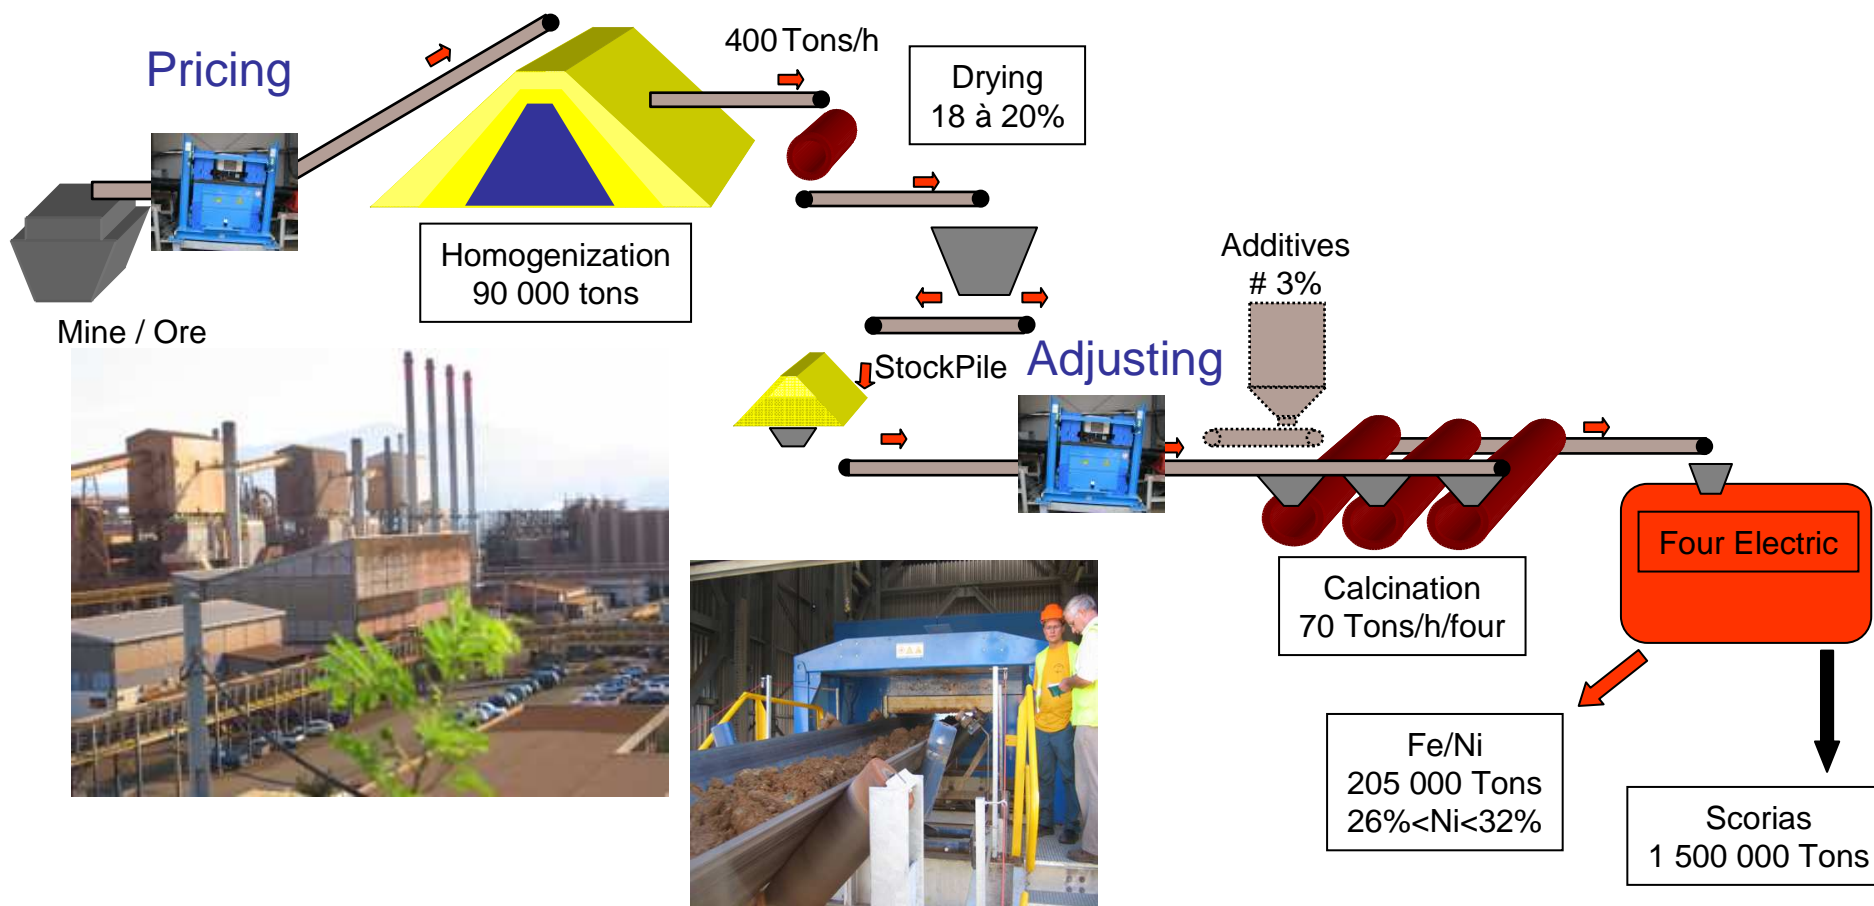 Pricing
400 Tons/h
Drying
18 à 20%
Homogenization
90 000 tons
Mine / Ore
Additives
# 3%
StockPile
Adjusting
Four Electric
Calcination
70 Tons/h/four
Fe/Ni
205 000 Tons
26%<Ni<32%
Scorias
1 500 000 Tons